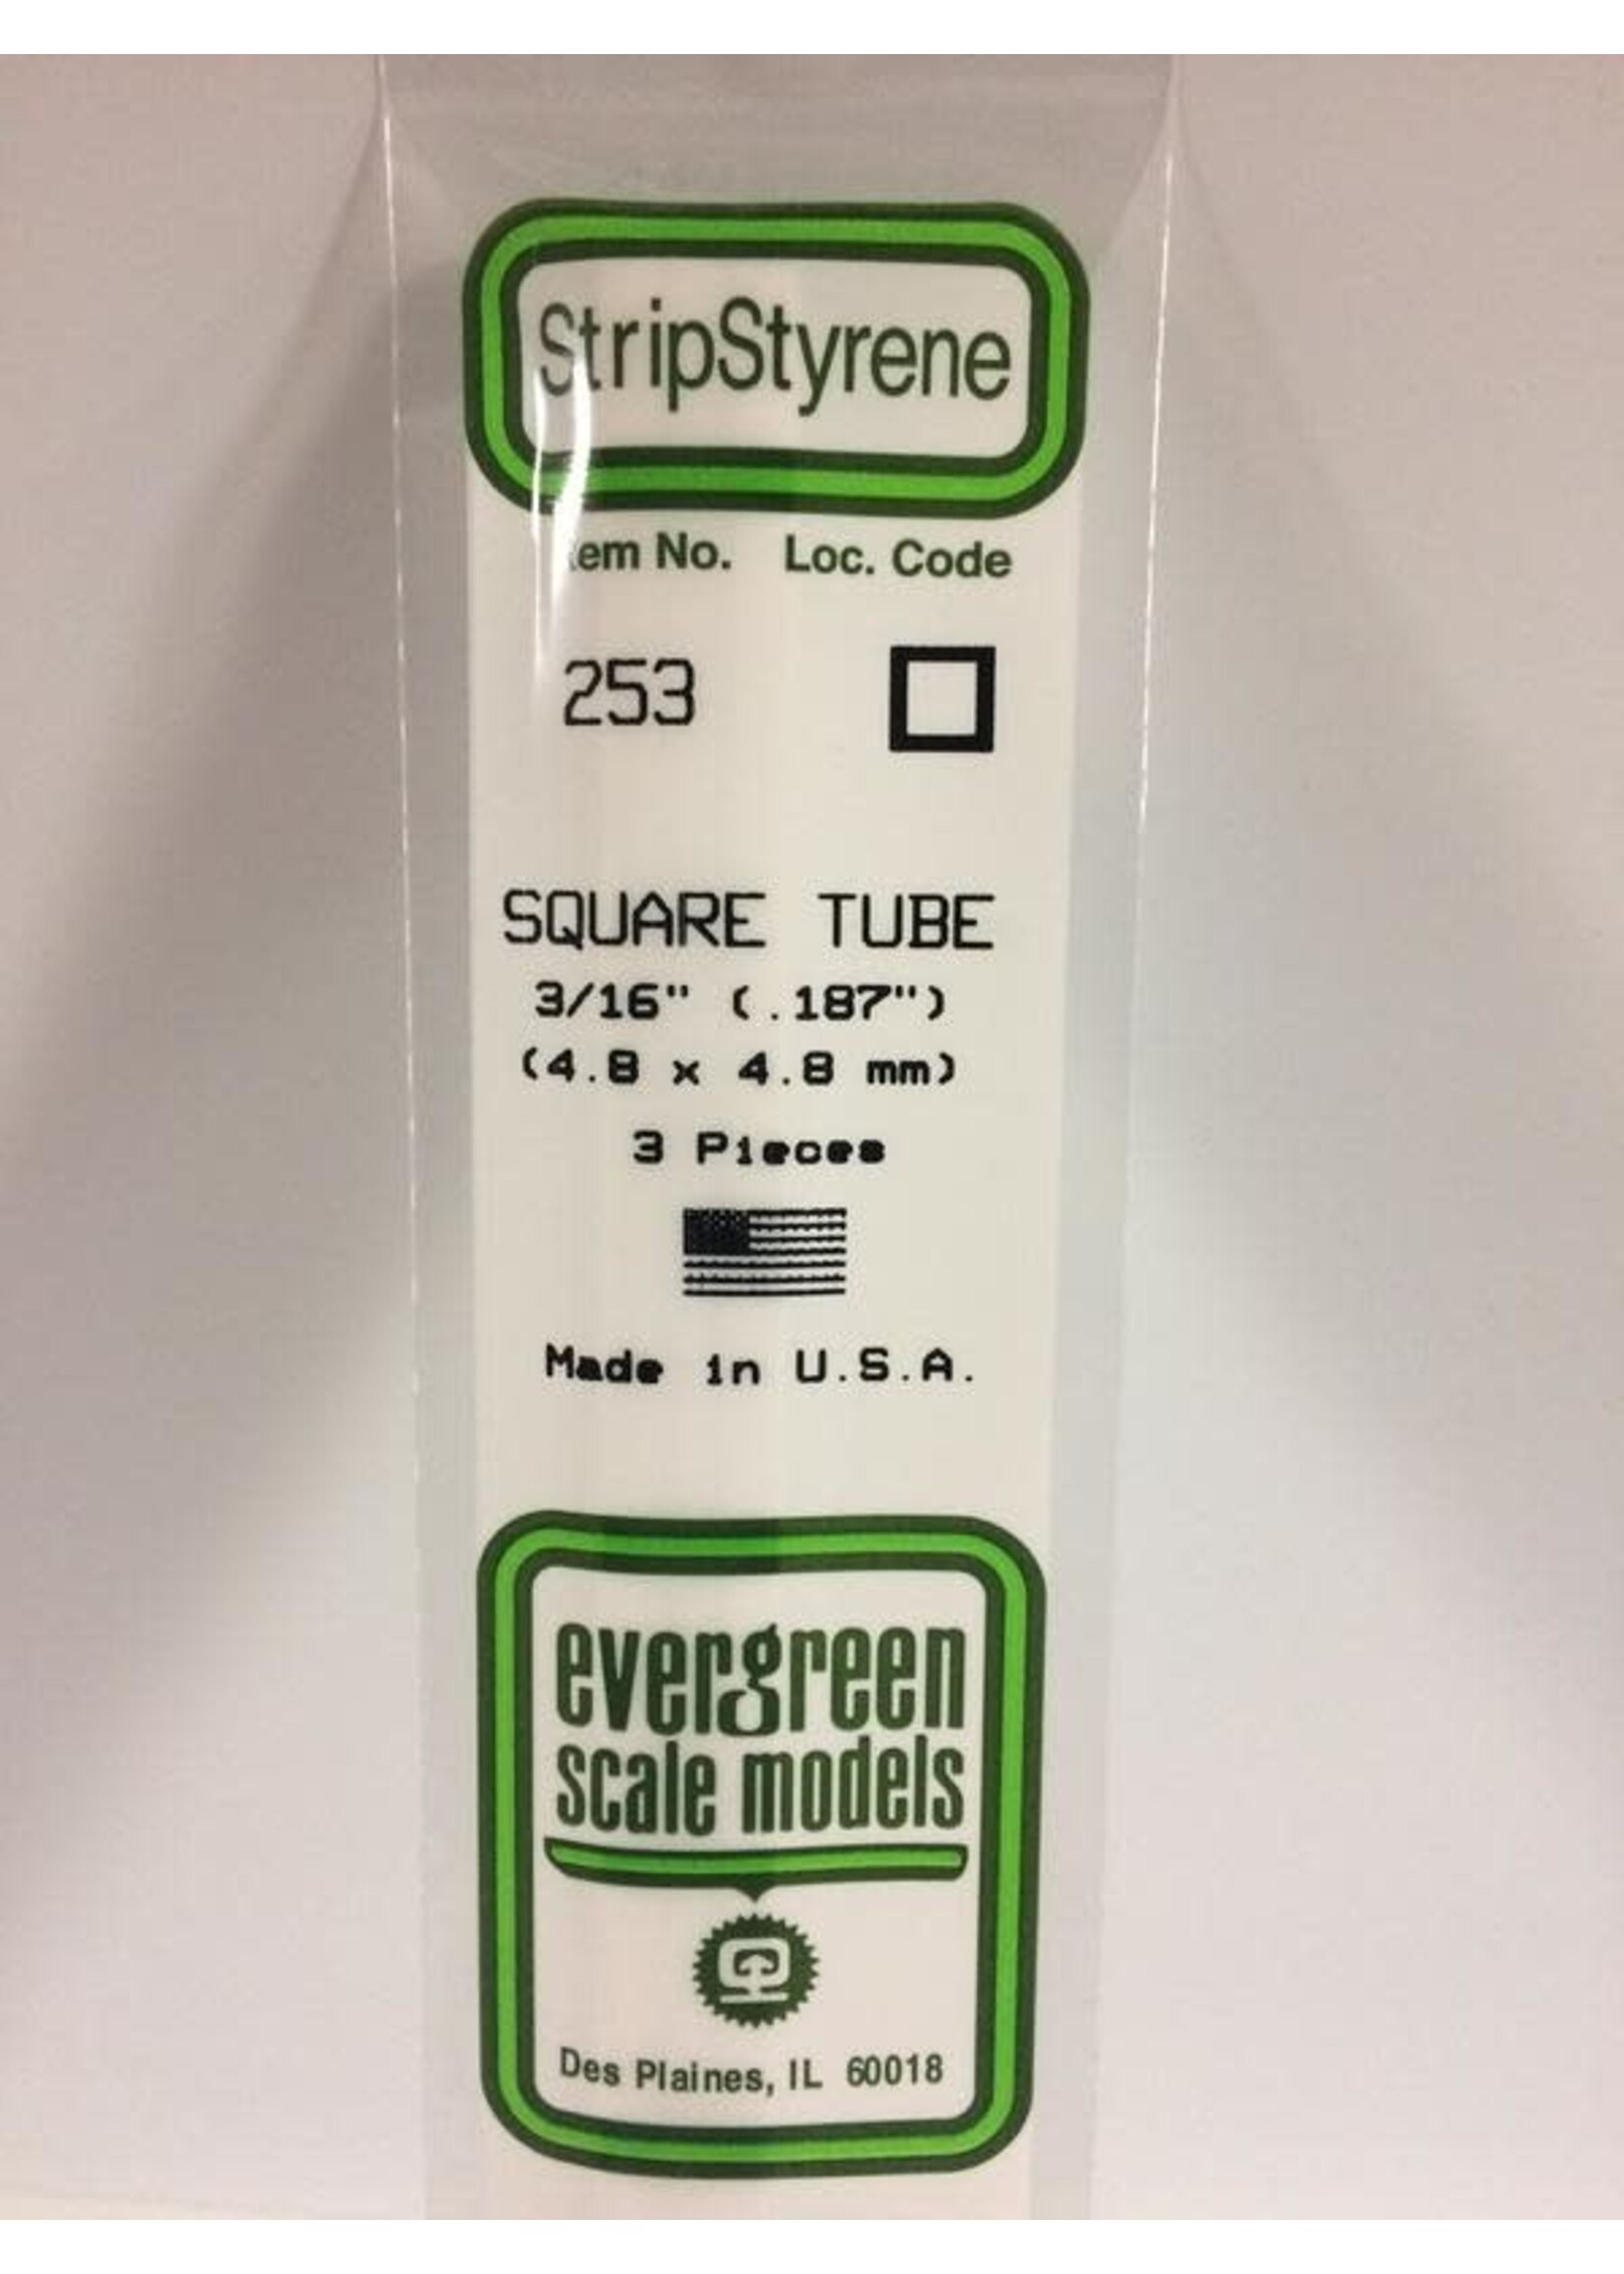 StripStyrene
Item No. Loc. Code
253
SQUARE TUBE
3/16" (.187")
(4.8 x 4.8 mm)
3 Pieces
Made in U.S.A.
evergreen
scale models
Des Plaines, IL 60018